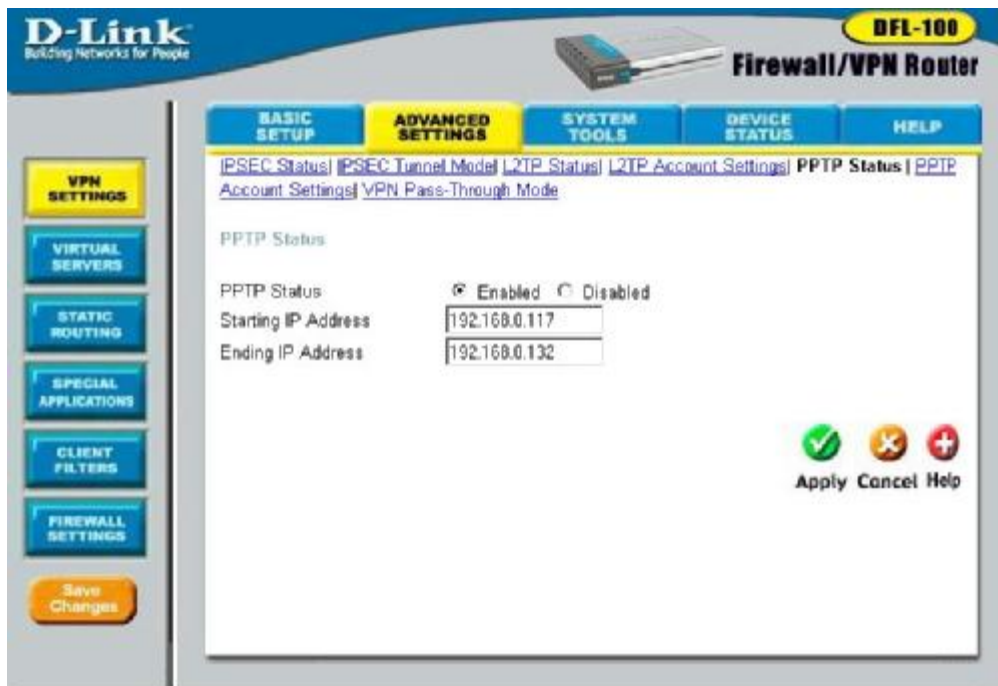 D-Link
Building Networks for People
DFL-100
Firewall/VPN Router
BASIC SETUP
ADVANCED SETTINGS
SYSTEM TOOLS
DEVICE STATUS
HELP
IPSEC Status| IPSEC Tunnel Mode| L2TP Status| L2TP Account Settings| PPTP Status | PPTP
Account Settings| VPN Pass-Through Mode
VPN SETTINGS
VIRTUAL SERVERS
STATIC ROUTING
SPECIAL APPLICATIONS
CLIENT FILTERS
FIREWALL SETTINGS
Save Changes
PPTP Status
PPTP Status Enabled Disabled
Starting IP Address 192.168.0.117
Ending IP Address 192.168.0.132
Apply Cancel Help